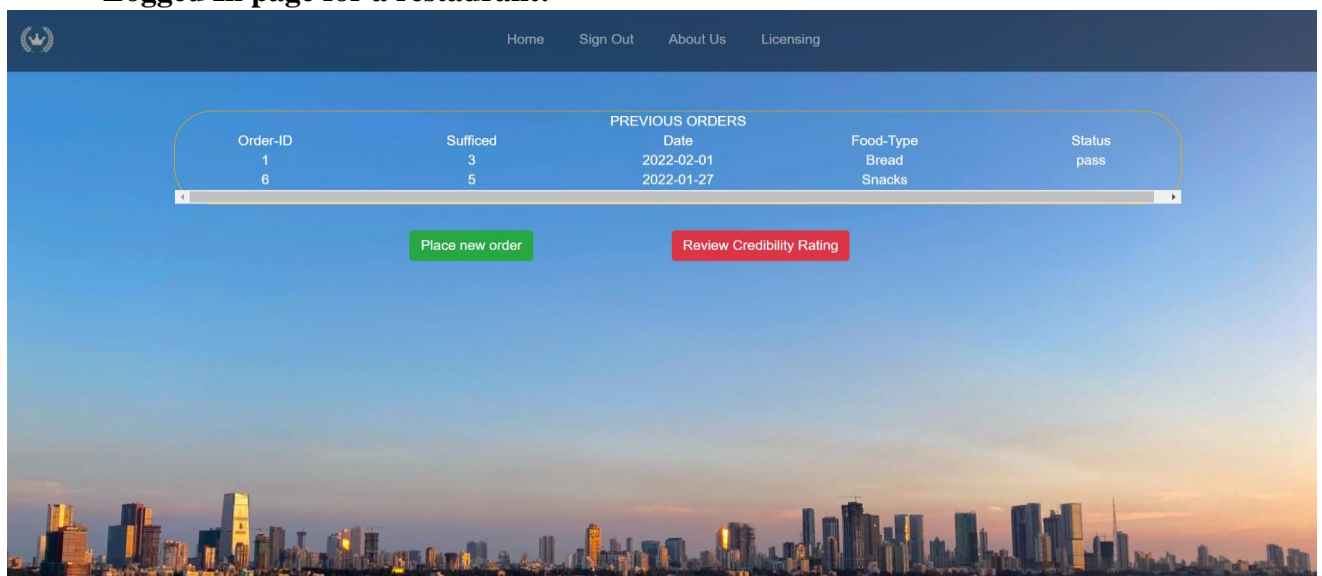 Logged in page for a restaurant:
Home Sign Out About Us Licensing
PREVIOUS ORDERS
Order-ID Sufficed Date Food-Type Status
1 3 2022-02-01 Bread pass
6 5 2022-01-27 Snacks
Place new order Review Credibility Rating